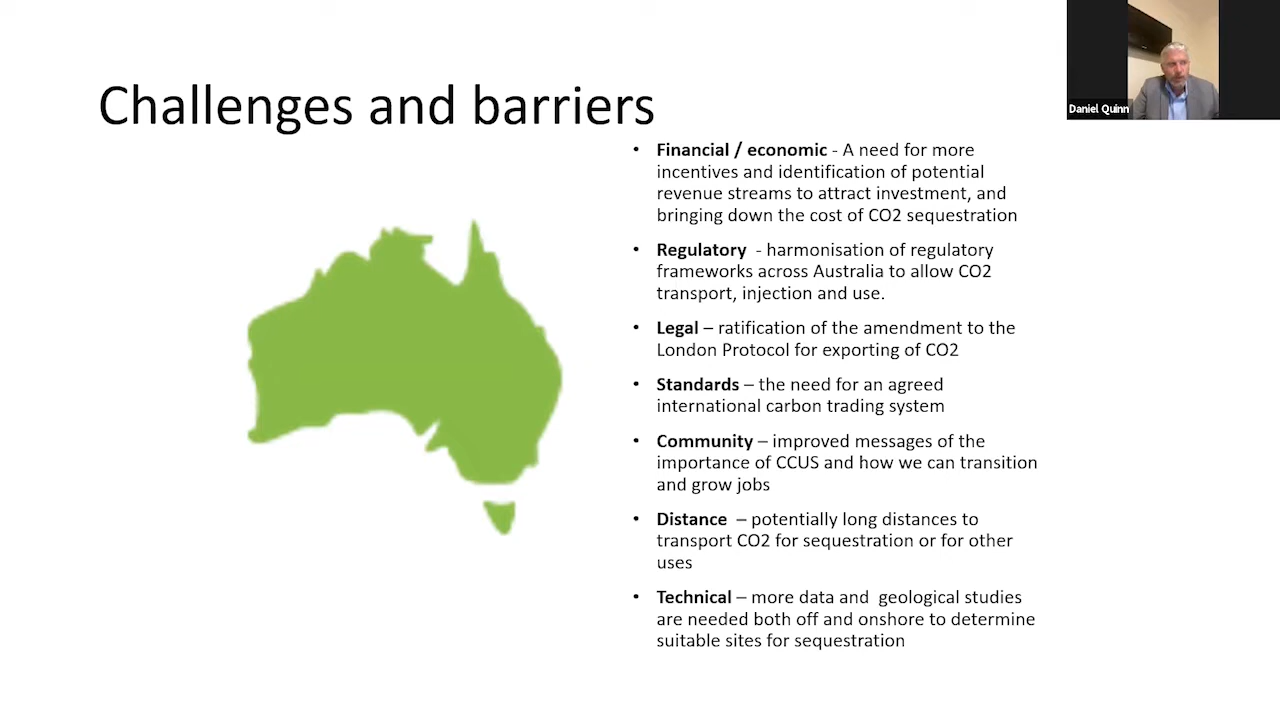 Challenges and barriers
Daniel Quinn
• Financial / economic - A need for more
incentives and identification of potential
revenue streams to attract investment, and
bringing down the cost of CO2 sequestration
• Regulatory - harmonisation of regulatory
frameworks across Australia to allow CO2
transport, injection and use.
• Legal – ratification of the amendment to the
London Protocol for exporting of CO2
• Standards – the need for an agreed
international carbon trading system
• Community – improved messages of the
importance of CCUS and how we can transition
and grow jobs
• Distance – potentially long distances to
transport CO2 for sequestration or for other
uses
• Technical – more data and geological studies
are needed both off and onshore to determine
suitable sites for sequestration